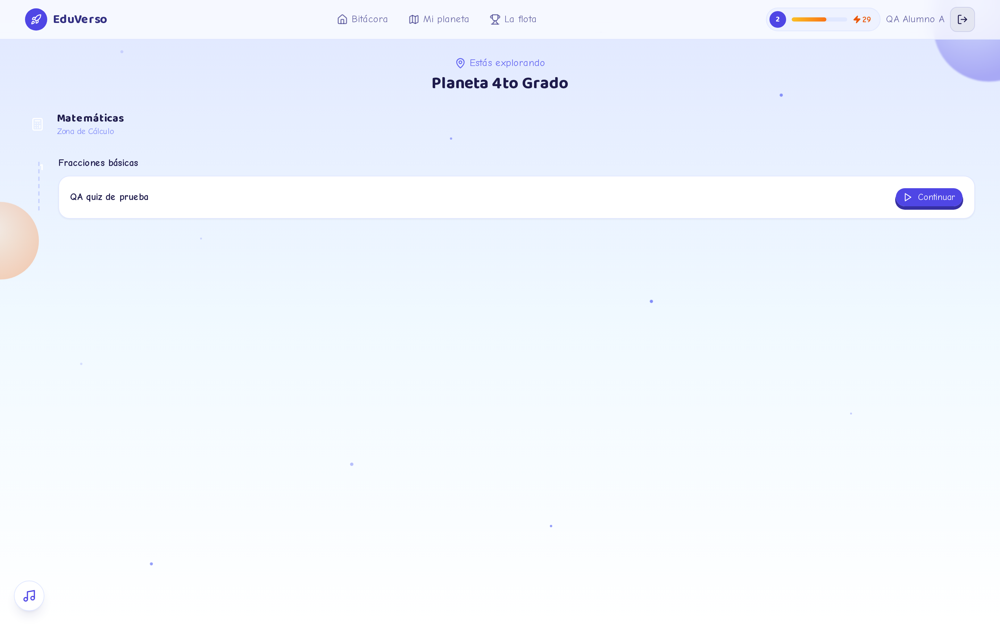 EduVerso
Bitácora
Mi planeta
La flota
2
29
QA Alumno A
Estás explorando
Planeta 4to Grado
Matemáticas
Zona de Cálculo
1
Fracciones básicas
QA quiz de prueba
Continuar